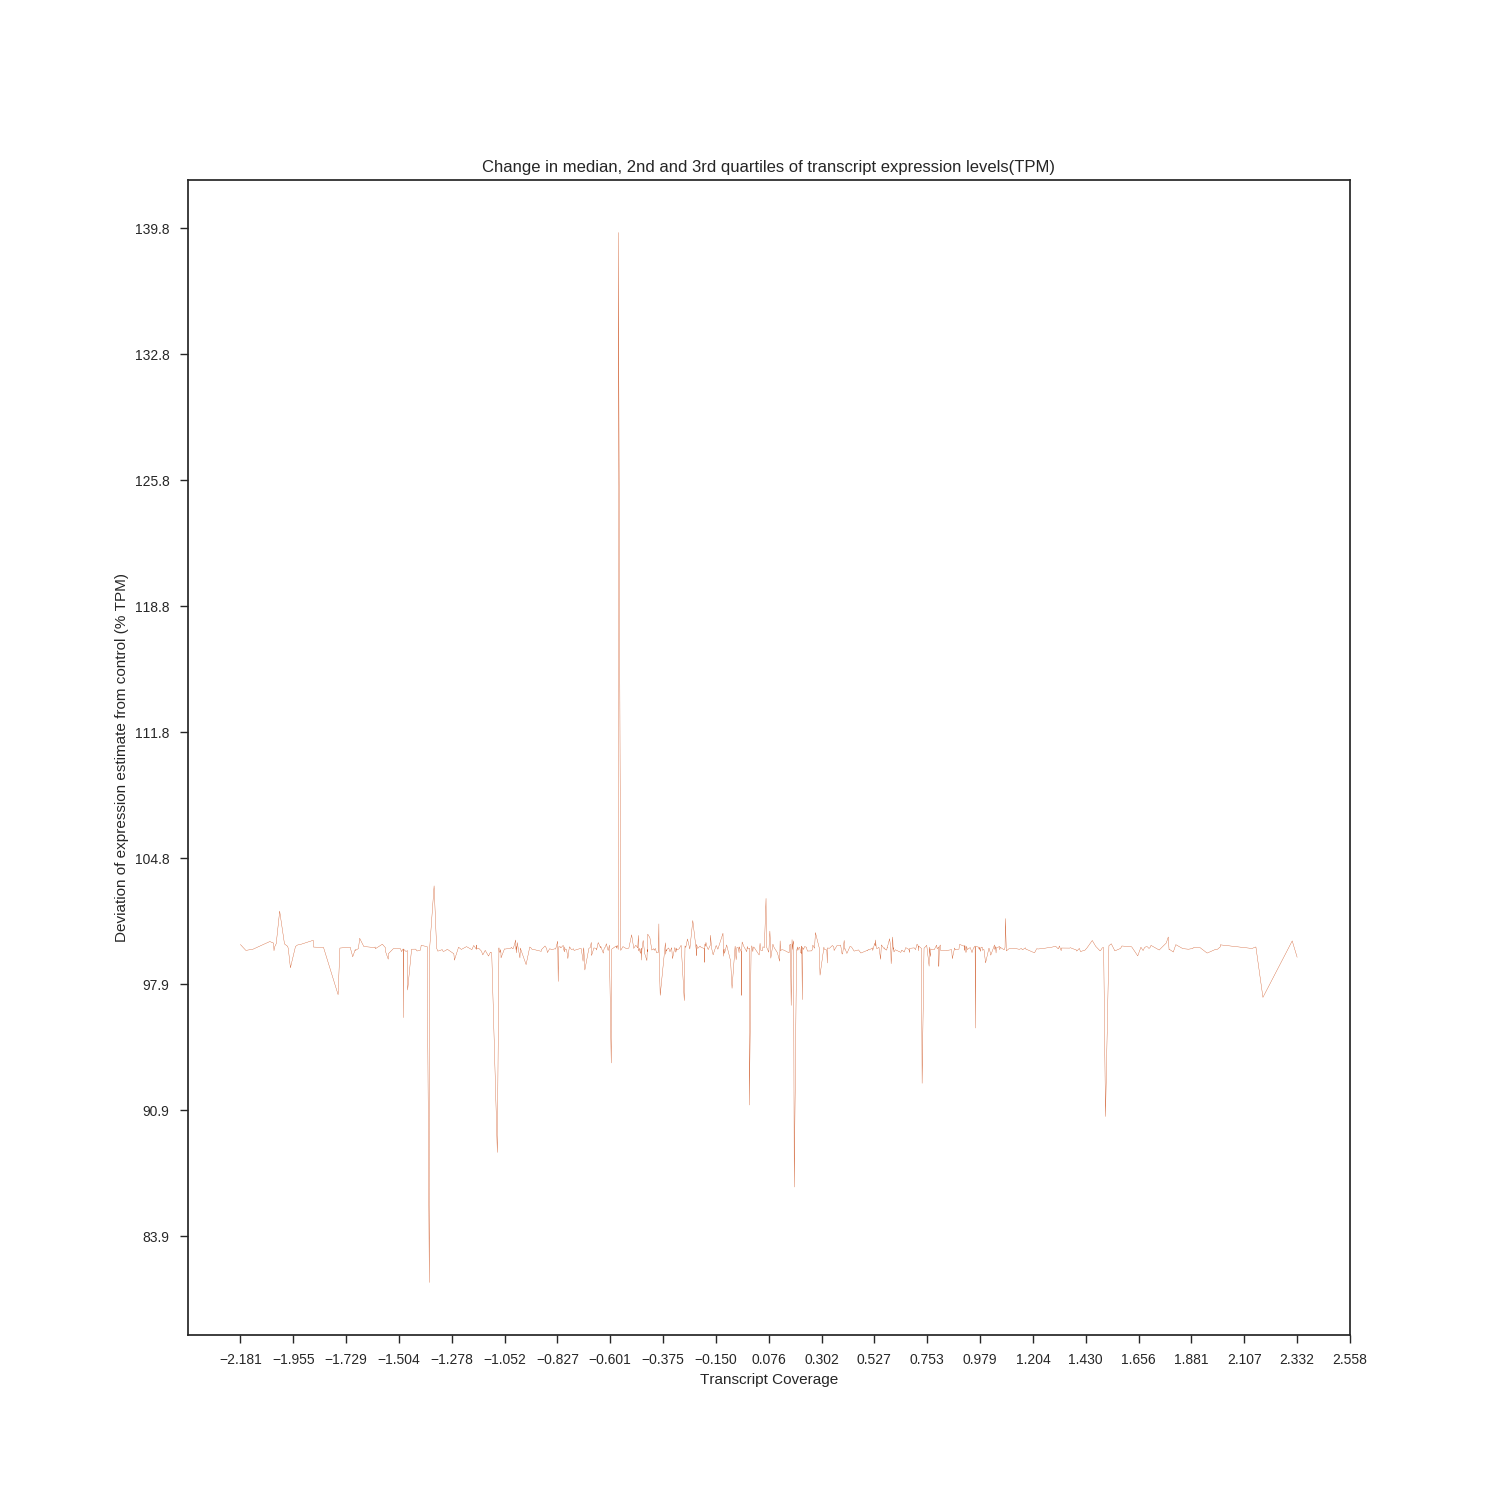 Change in median, 2nd and 3rd quartiles of transcript expression levels(TPM)
139.8
132.8
125.8
118.8
111.8
104.8
97.9
90.9
83.9
Deviation of expression estimate from control (% TPM)
−2.181 −1.955 −1.729 −1.504 −1.278 −1.052 −0.827 −0.601 −0.375 −0.150 0.076 0.302 0.527 0.753 0.979 1.204 1.430 1.656 1.881 2.107 2.332 2.558
Transcript Coverage